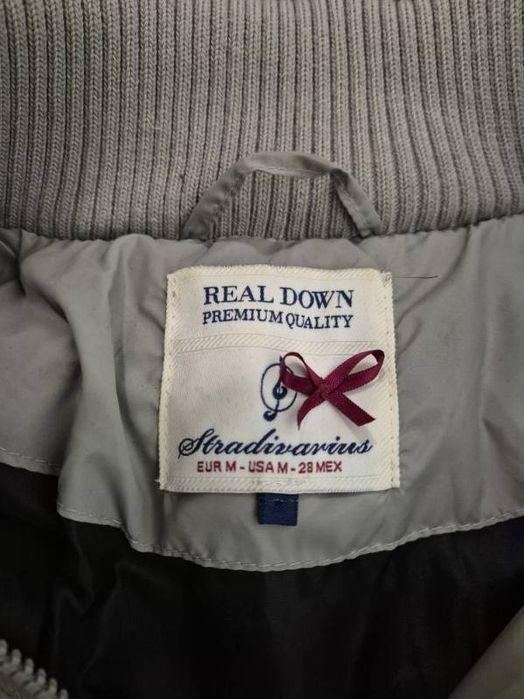 REAL DOWN
PREMIUM QUALITY
Stradivarius
EUR M - USA M - 28 MEX